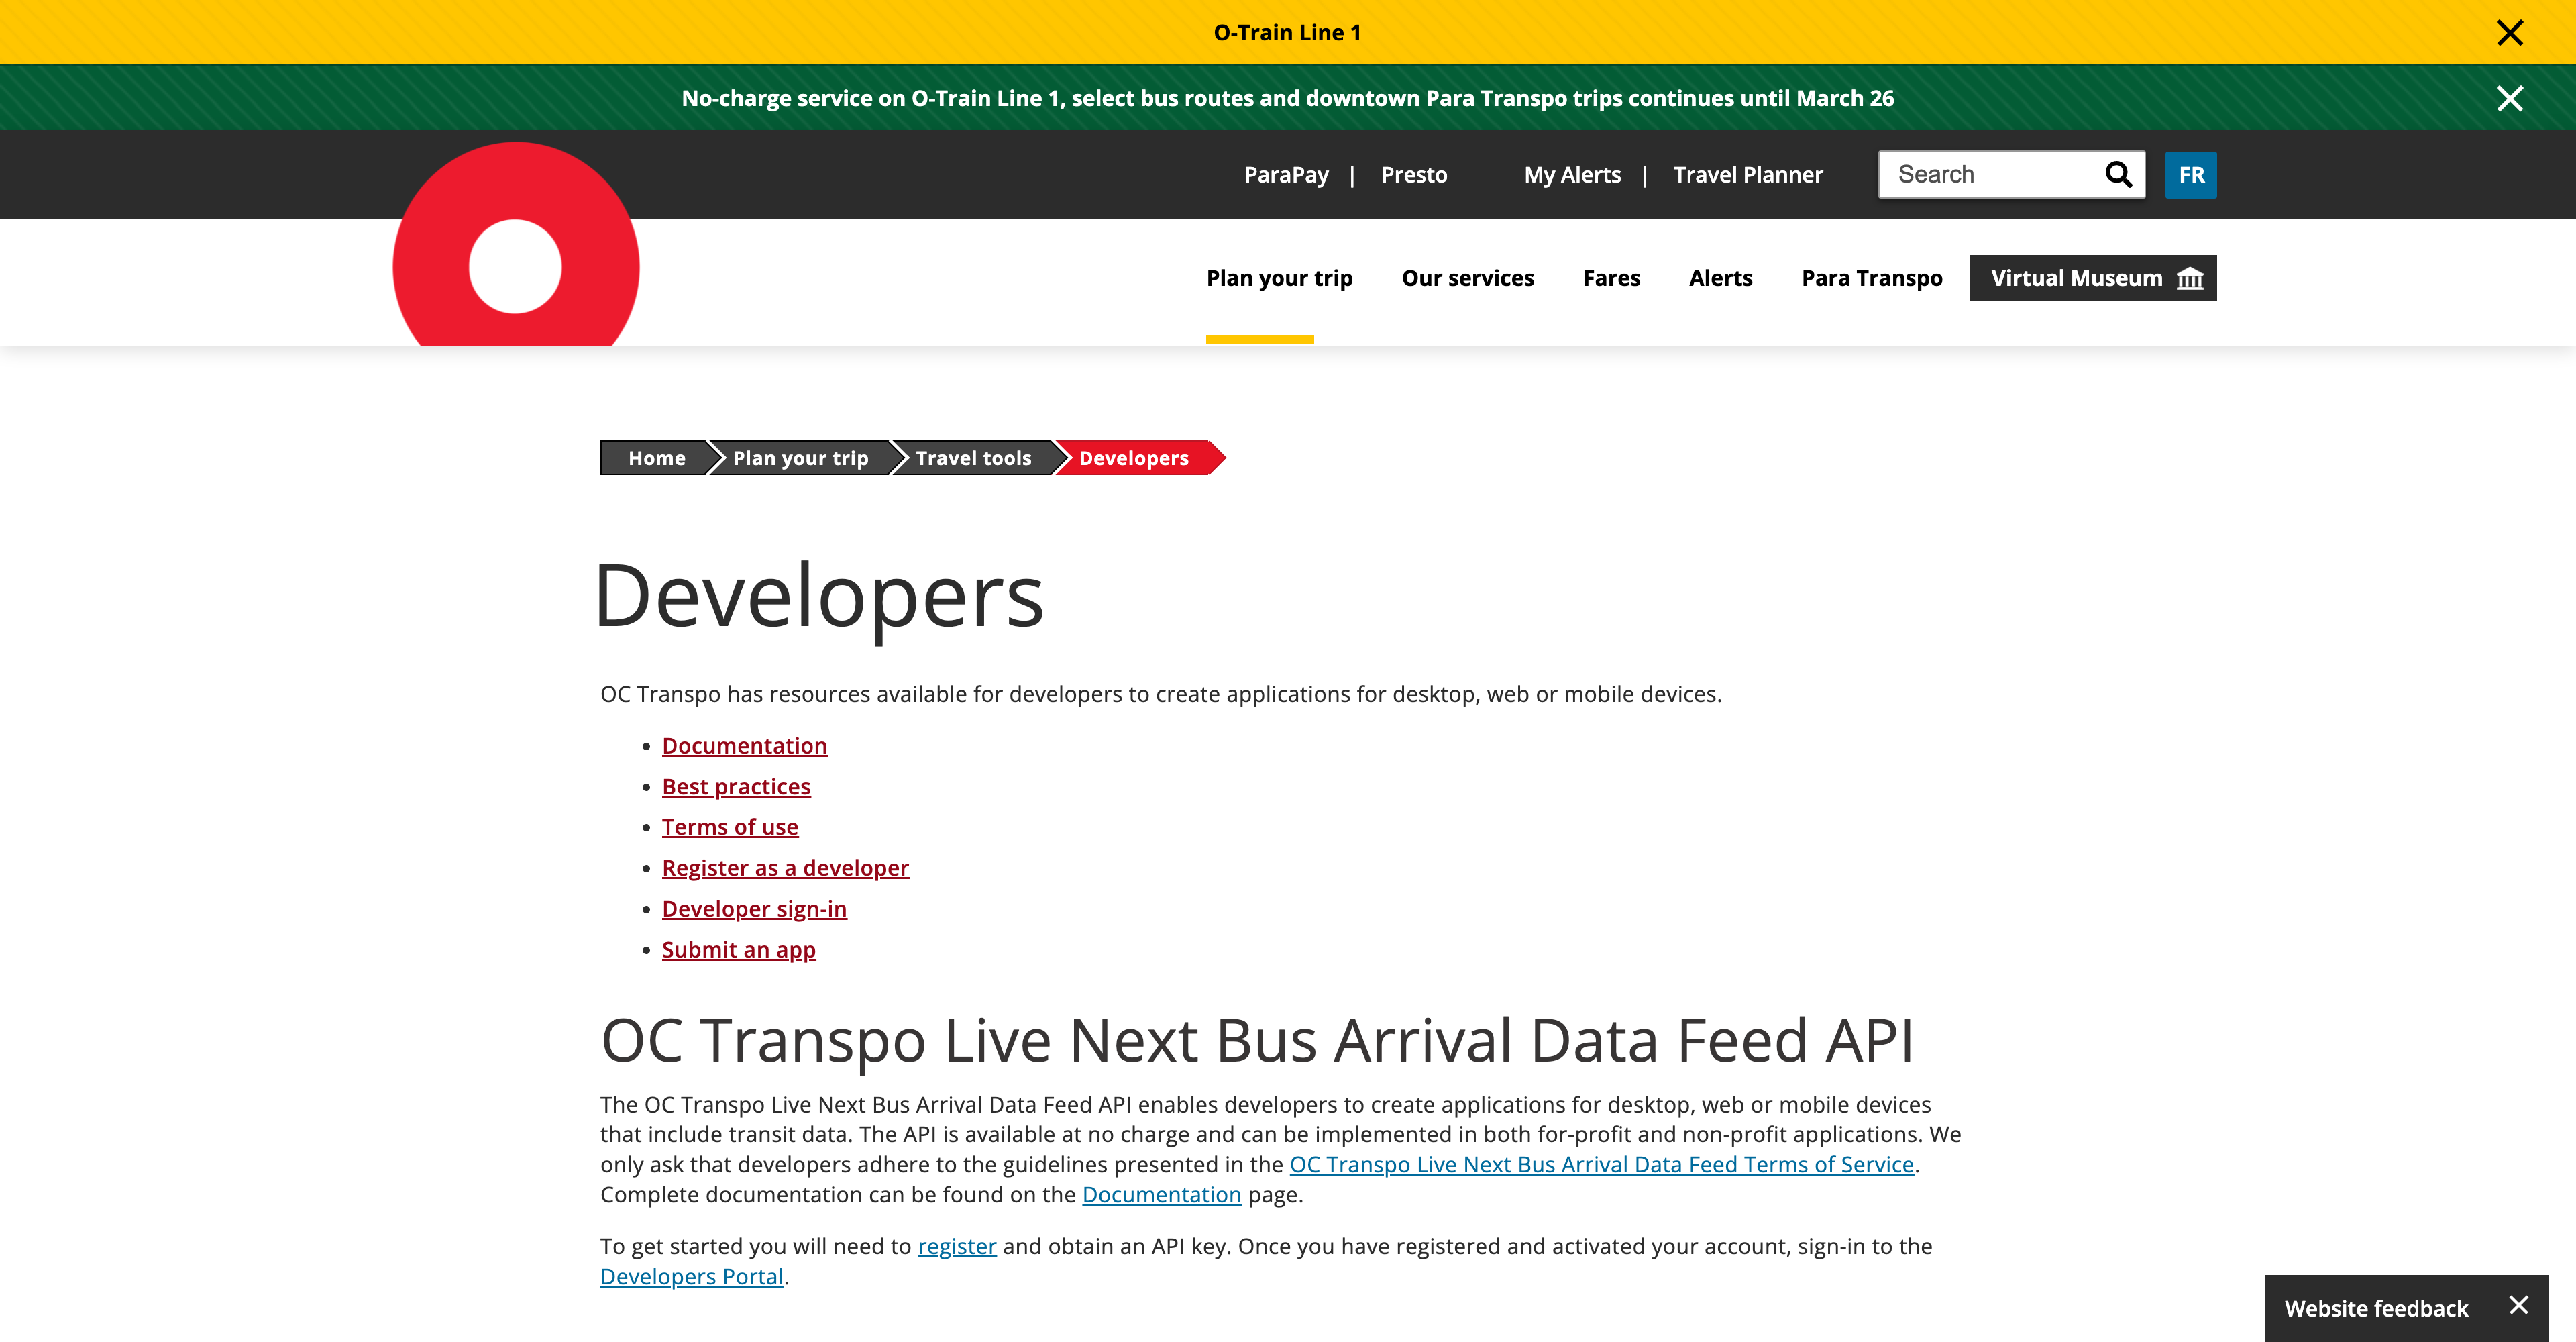 O-Train Line 1
No-charge service on O-Train Line 1, select bus routes and downtown Para Transpo trips continues until March 26
ParaPay | Presto My Alerts | Travel Planner Search FR
Plan your trip Our services Fares Alerts Para Transpo Virtual Museum
Home Plan your trip Travel tools Developers
Developers
OC Transpo has resources available for developers to create applications for desktop, web or mobile devices.
• Documentation
• Best practices
• Terms of use
• Register as a developer
• Developer sign-in
• Submit an app
OC Transpo Live Next Bus Arrival Data Feed API
The OC Transpo Live Next Bus Arrival Data Feed API enables developers to create applications for desktop, web or mobile devices
that include transit data. The API is available at no charge and can be implemented in both for-profit and non-profit applications. We
only ask that developers adhere to the guidelines presented in the OC Transpo Live Next Bus Arrival Data Feed Terms of Service.
Complete documentation can be found on the Documentation page.
To get started you will need to register and obtain an API key. Once you have registered and activated your account, sign-in to the
Developers Portal.
Website feedback